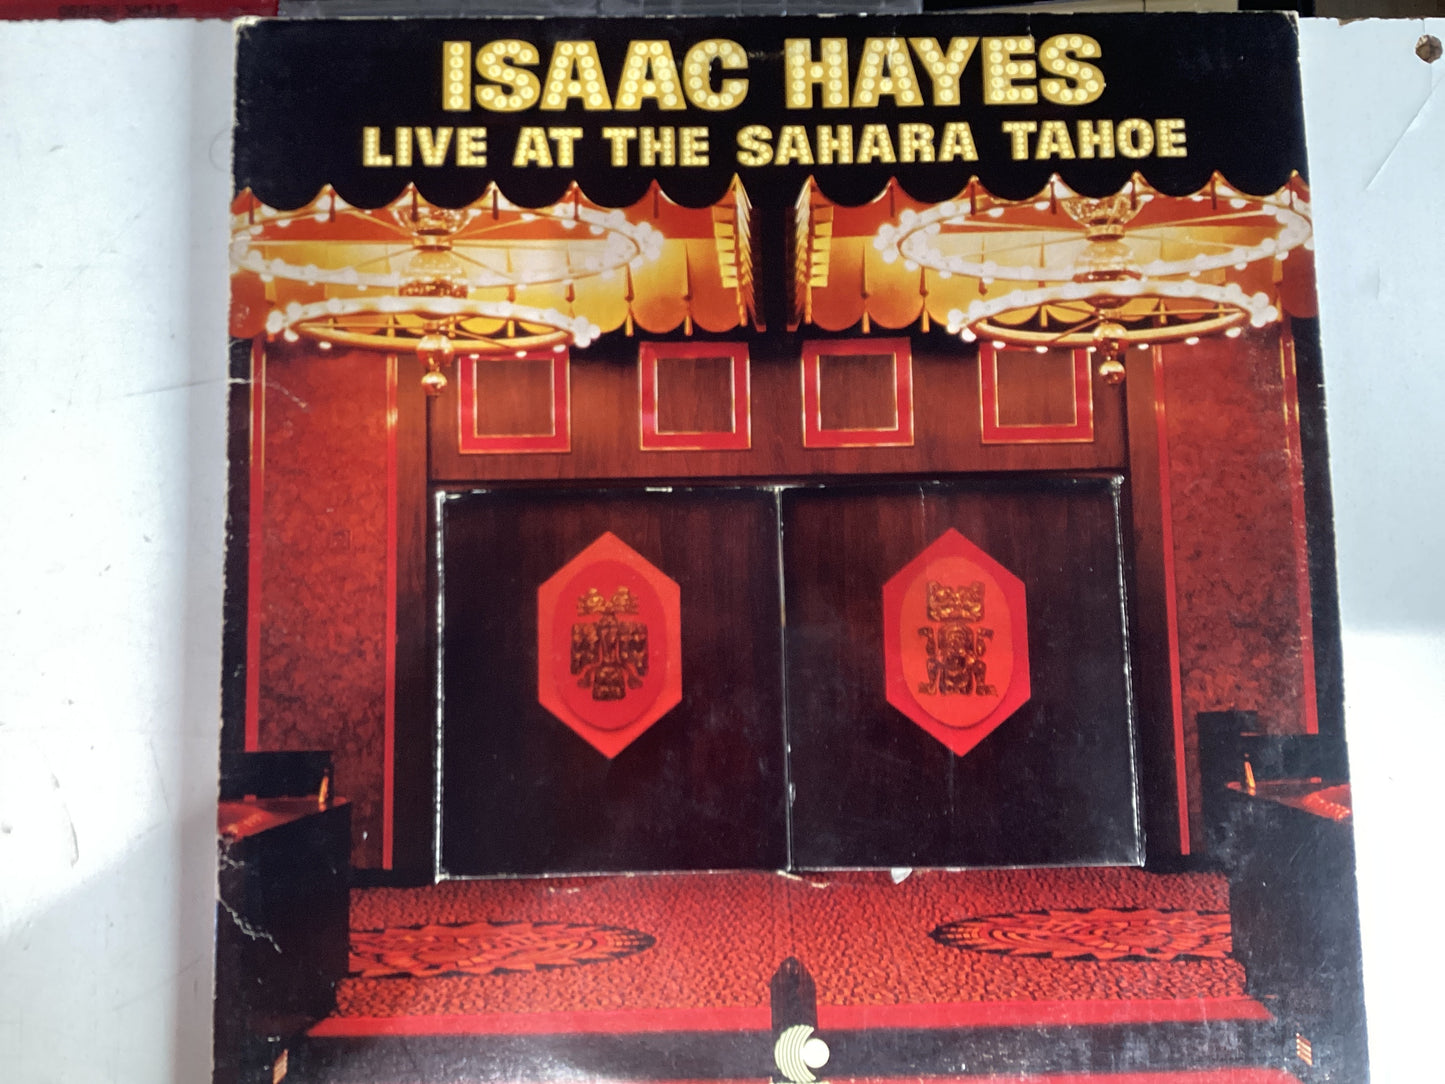 ISAAC HAYES
LIVE AT THE SAHARA TAHOE